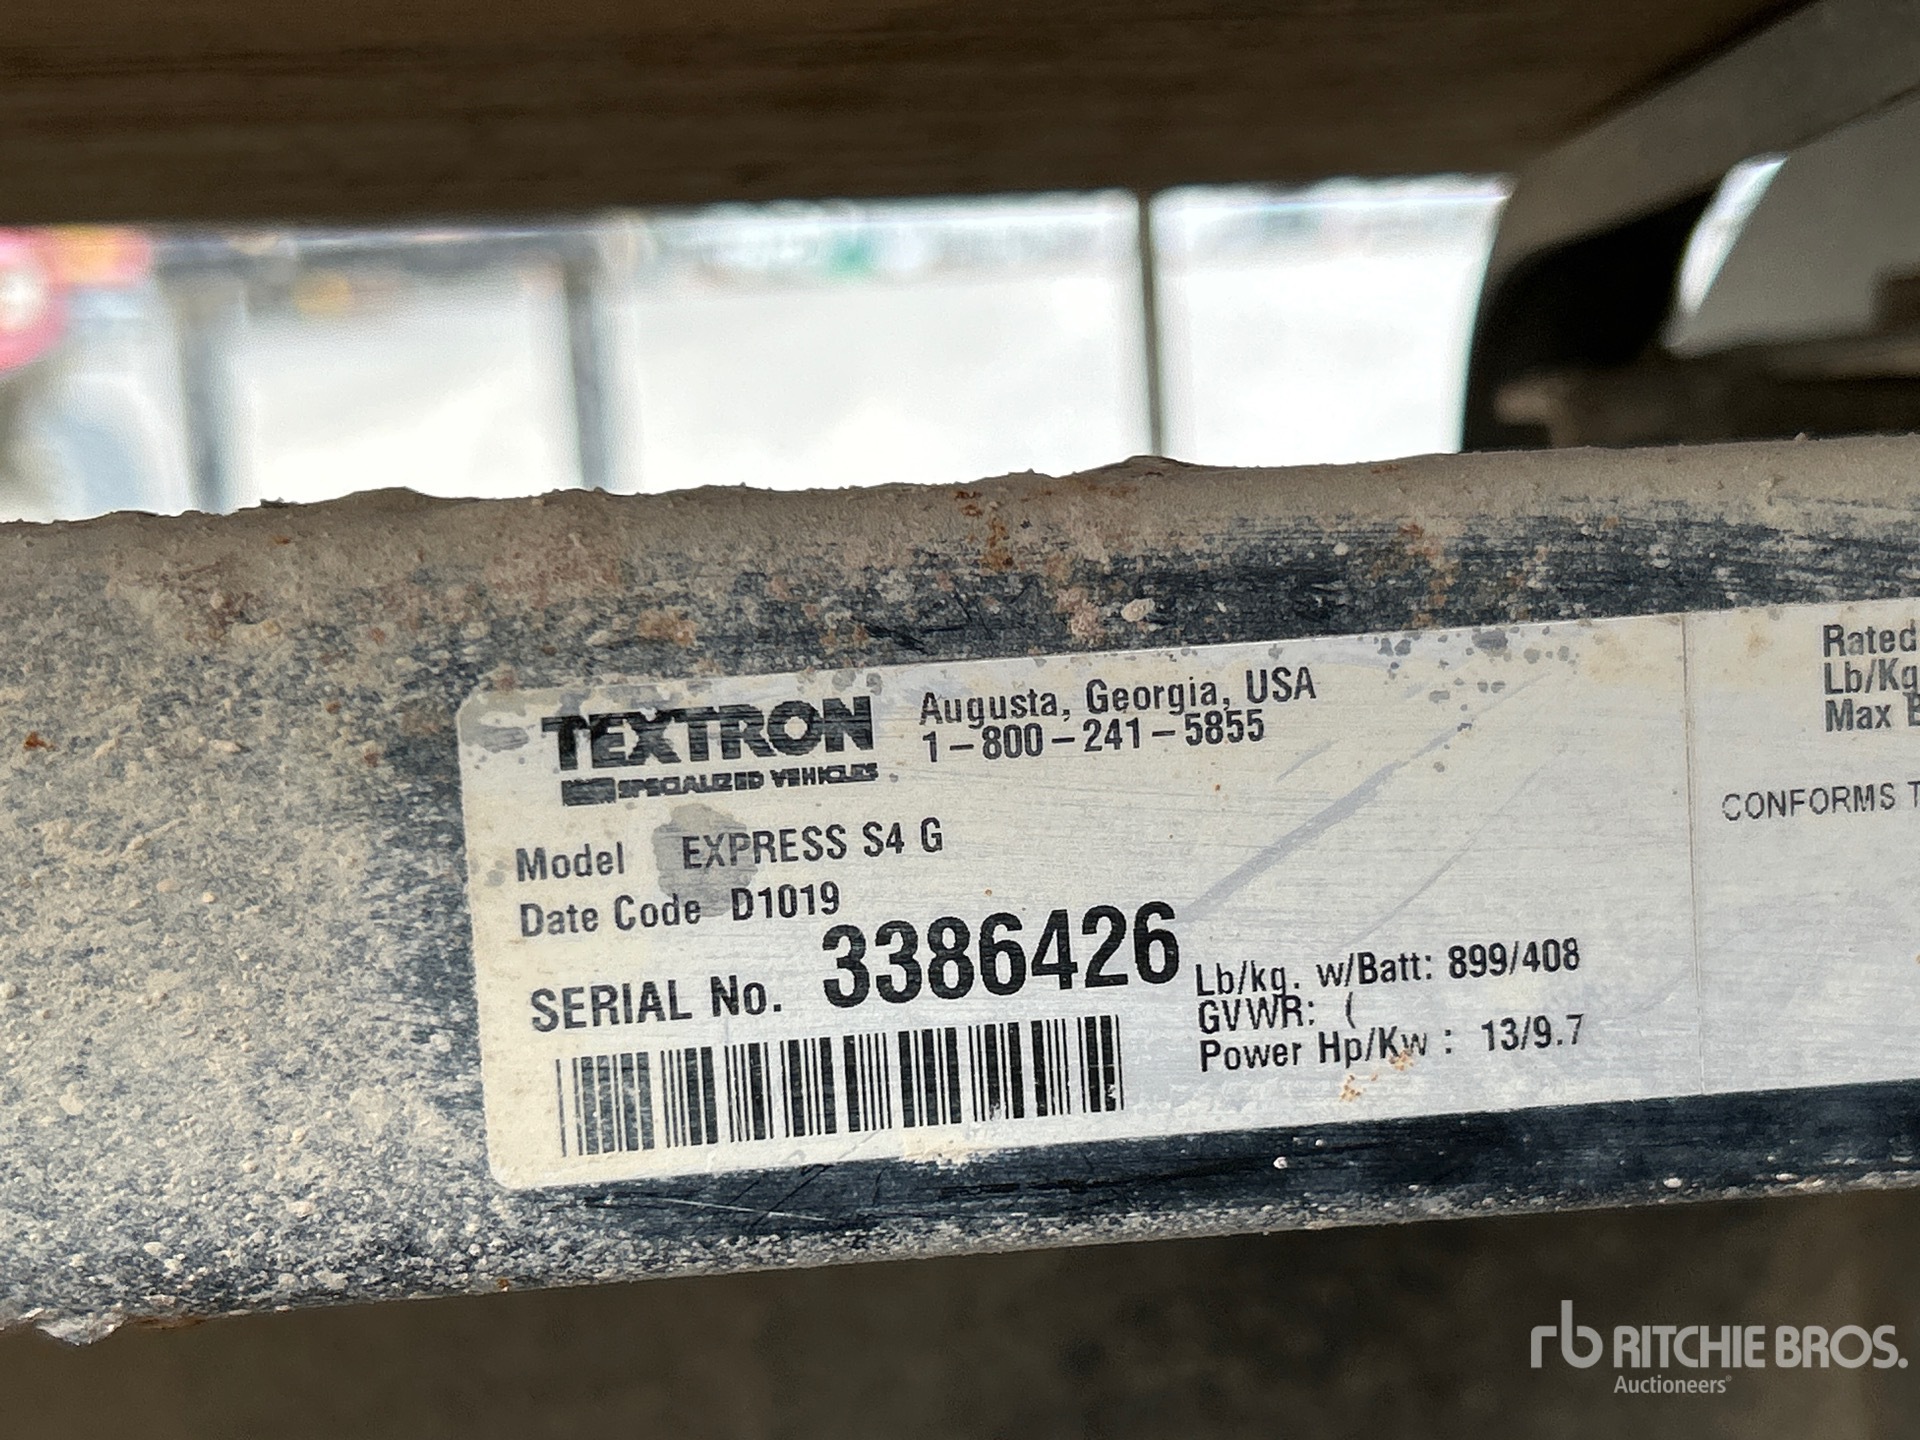 TEXTRON
SPECIALIZED VEHICLES
Augusta, Georgia, USA
1-800-241-5855
Model EXPRESS S4 G
Date Code D1019
SERIAL No. 3386426
Lb/kg. w/Batt: 899/408
GVWR: (
Power Hp/Kw : 13/9.7
Rated
Lb/Kg
Max
CONFORMS T
rb RITCHIE BROS.
Auctioneers